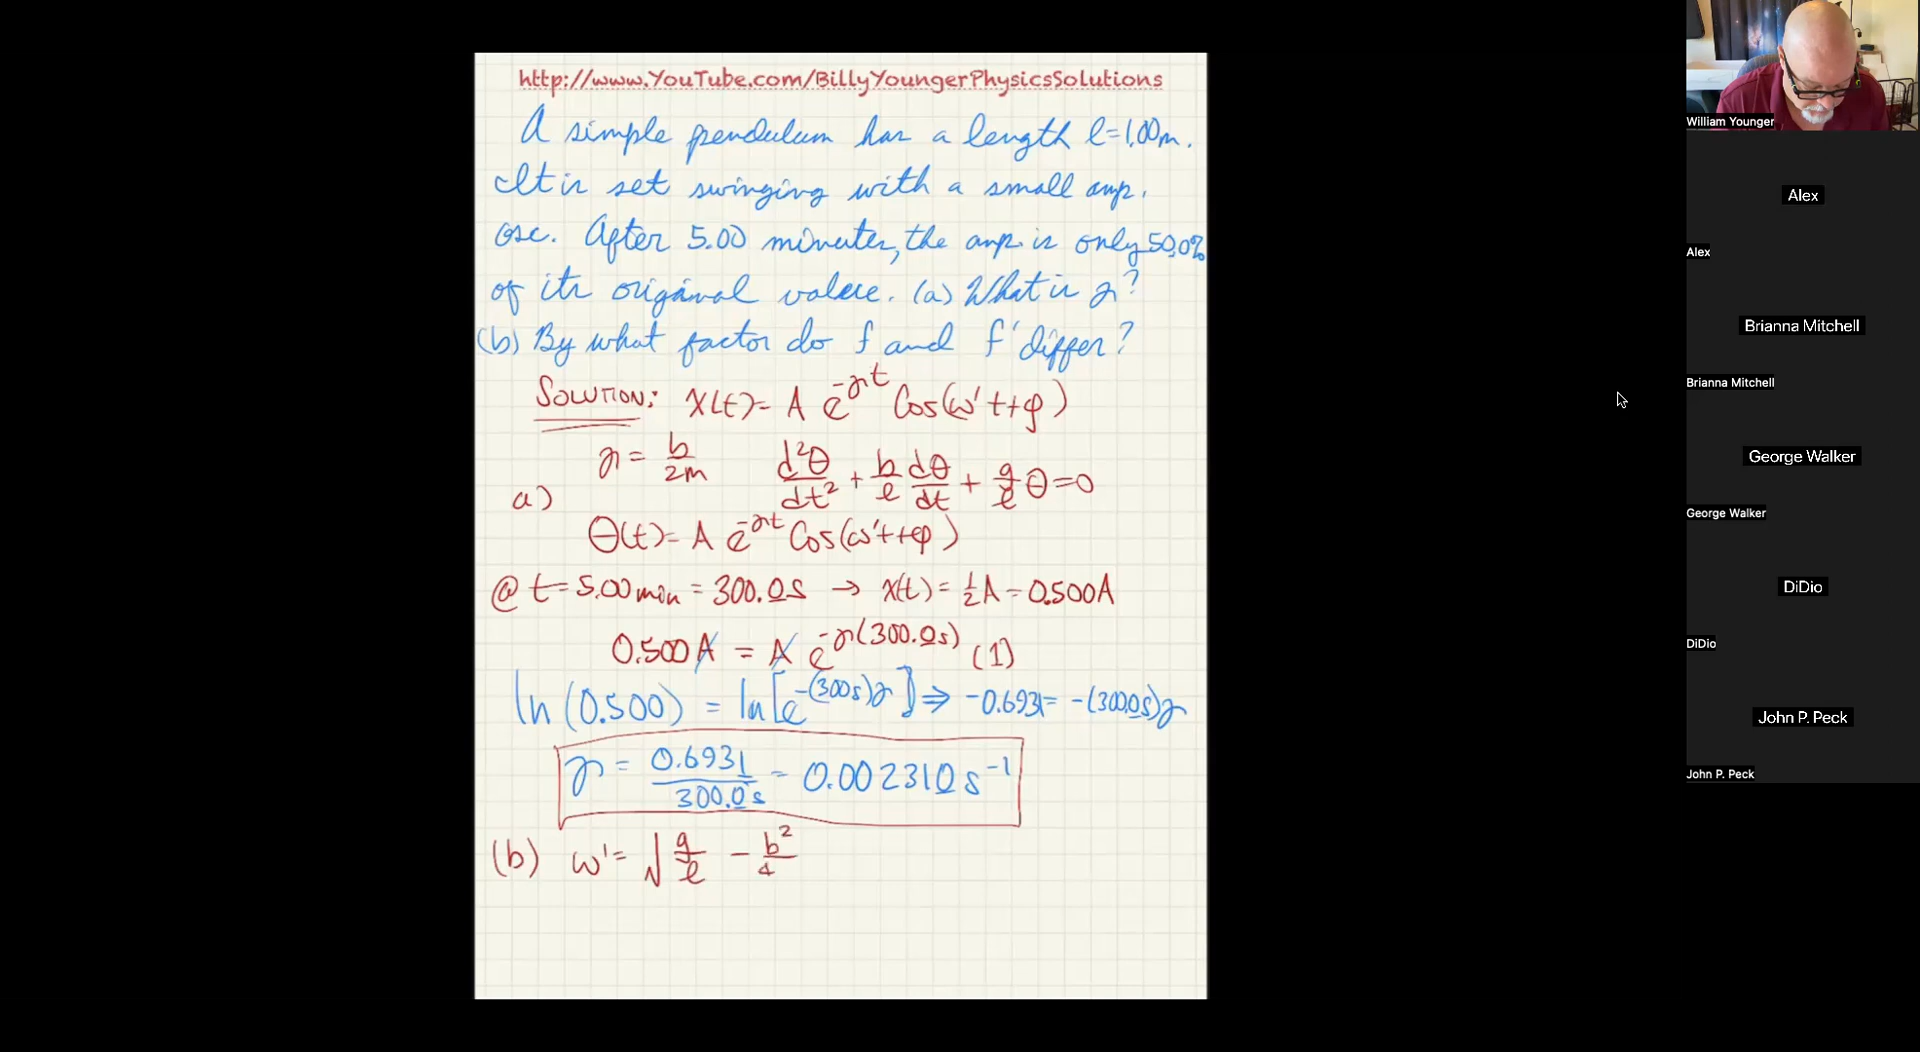 http://www.YouTube.com/BillyYoungerPhysicsSolutions
A simple pendulum has a length l=1.00m.
It is set swinging with a small amp.
osc. After 5.00 minutes, the amp. is only 50.0%
of its original value. (a) What is γ?
(b) By what factor do f and f' differ?
SOLUTION: x(t)= A e^{-γt} Cos(ω't+φ)
γ = b/2m d²θ/dt² + b/l dθ/dt + g/l θ=0
a)
θ(t)= A e^{-γt} Cos(ω't+φ)
@ t=5.00min = 300.0s → x(t)= ½A = 0.500A
0.500A = A e^{-γ(300.0s)} (1)
ln(0.500) = ln[e^{-(300s)γ}] ⇒ -0.6931= -(300.0s)γ
γ = 0.6931/300.0s = 0.002310 s⁻¹
(b) ω'= √ g/l - b²/4
William Younger
Alex
Alex
Brianna Mitchell
Brianna Mitchell
George Walker
George Walker
DiDio
DiDio
John P. Peck
John P. Peck